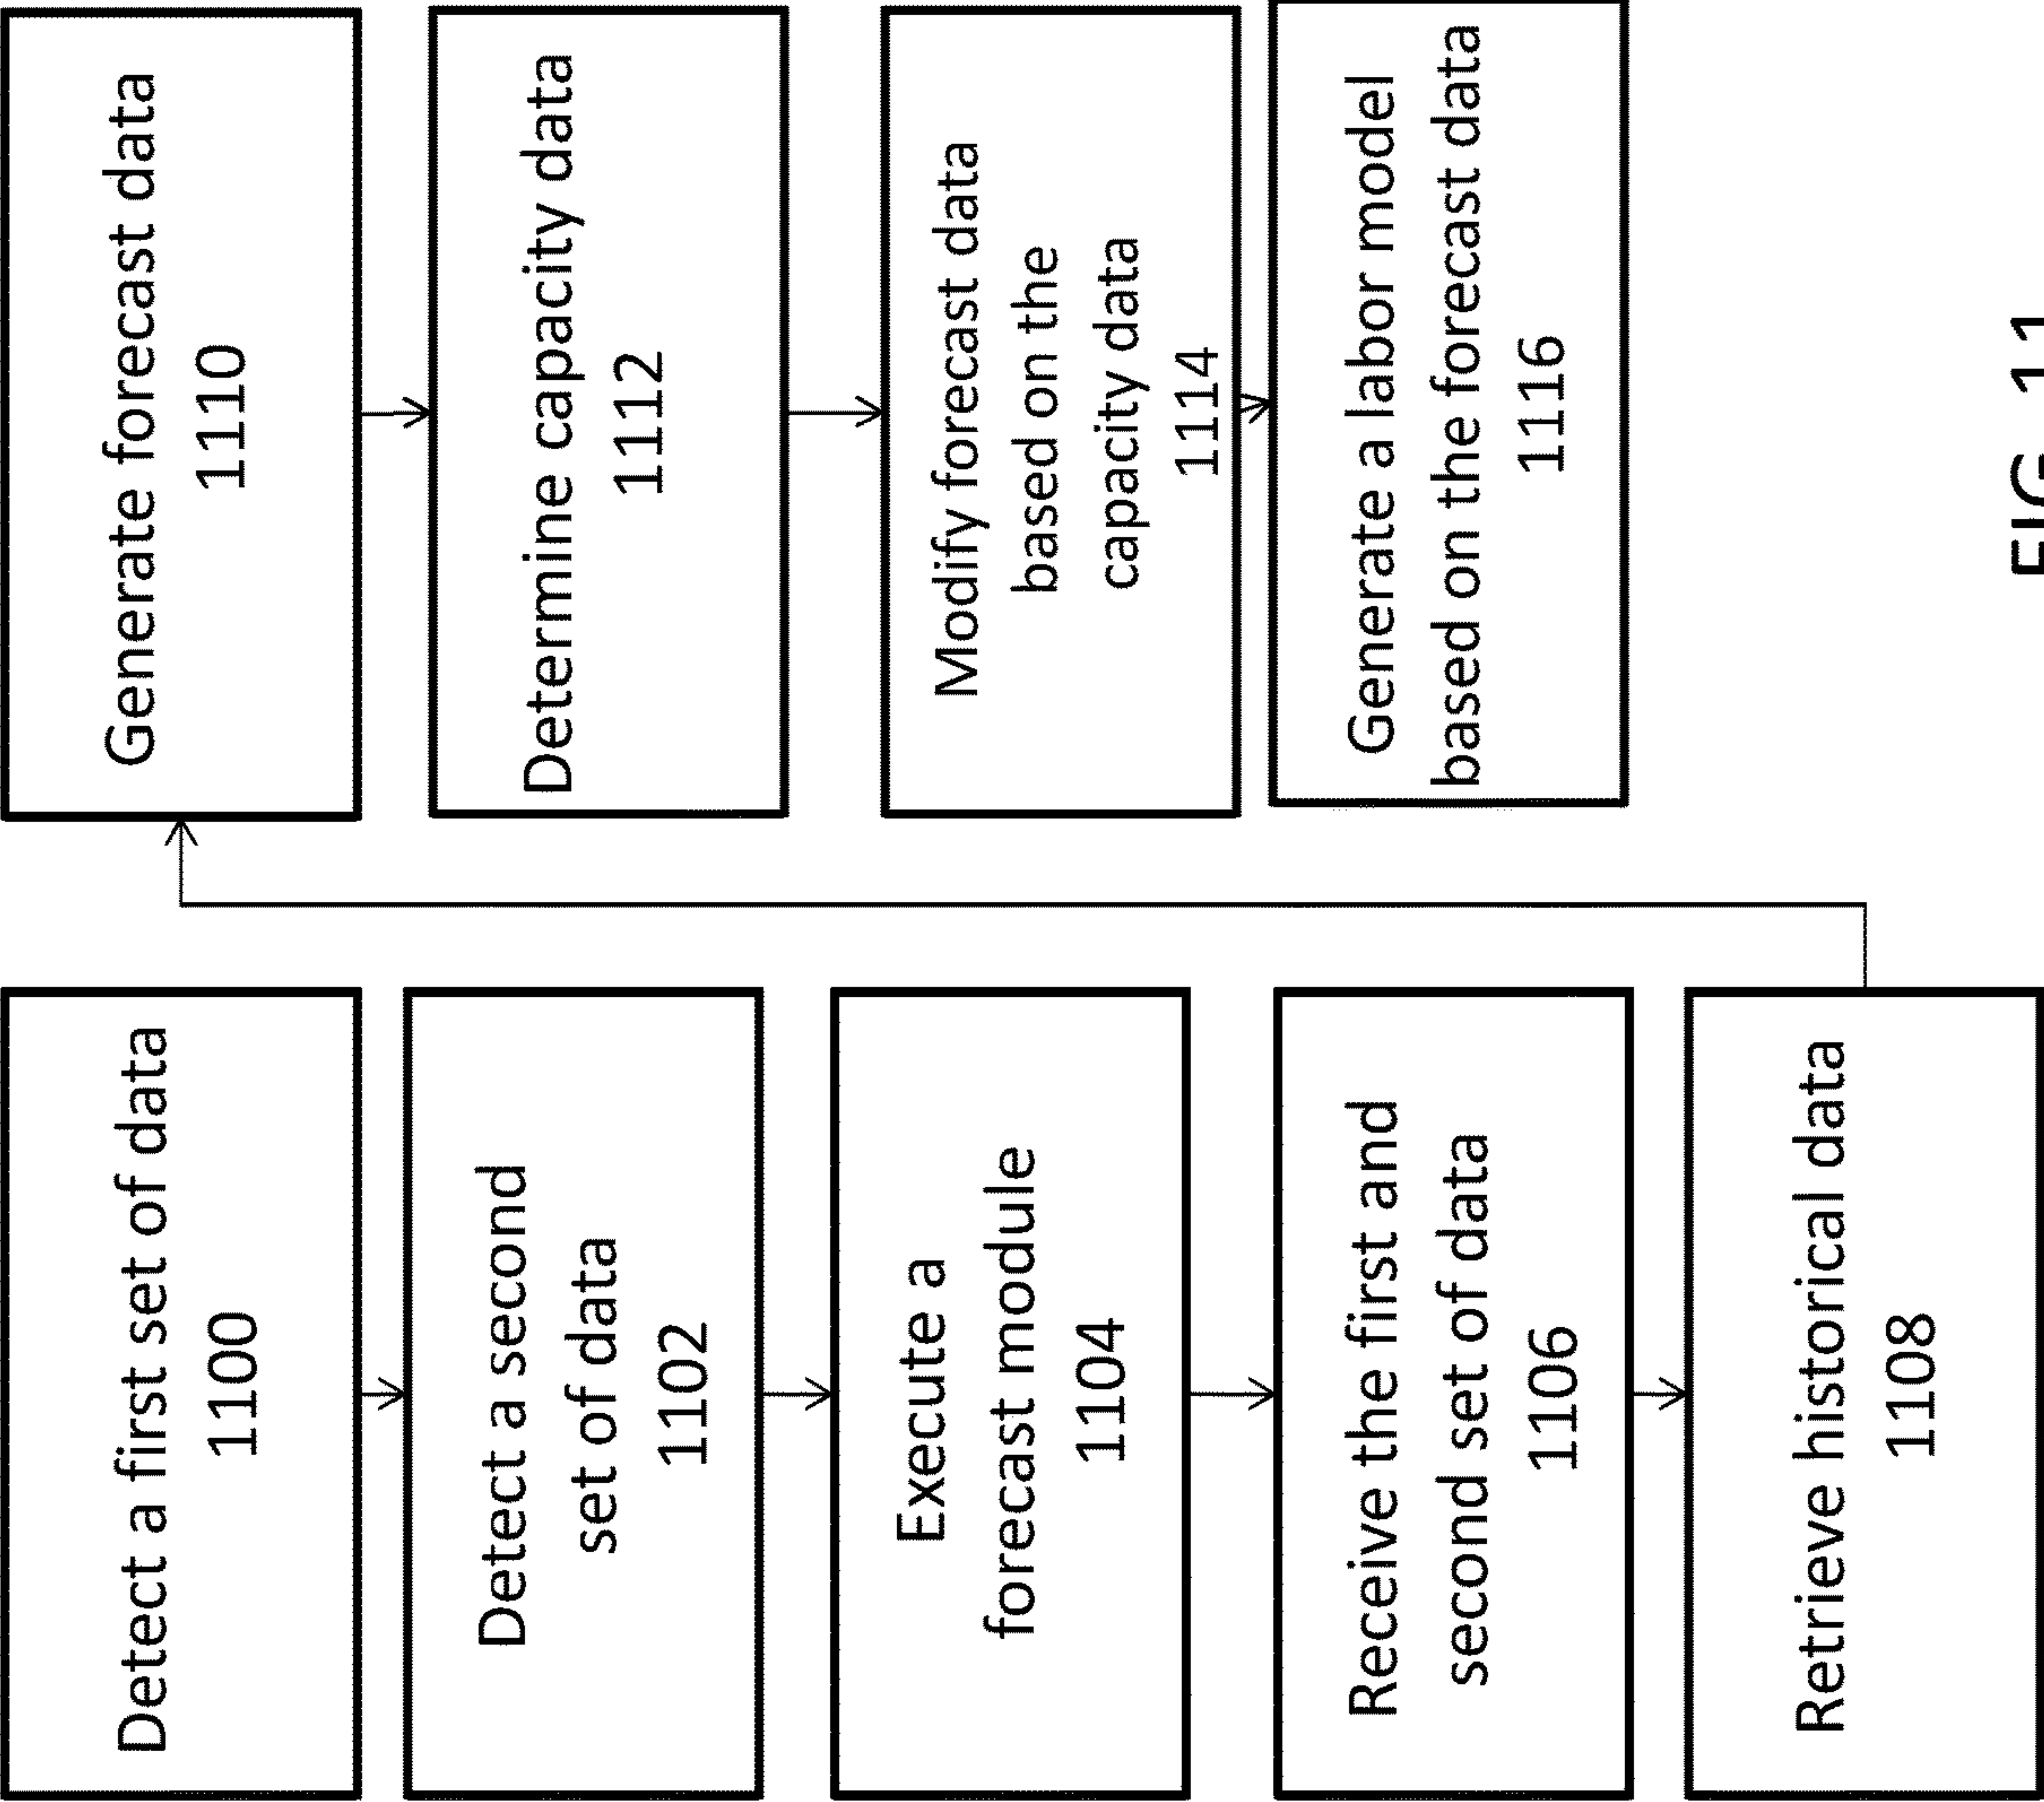 Detect a first set of data
1100
Detect a second
set of data
1102
Execute a
forecast module
1104
Receive the first and
second set of data
1106
Retrieve historical data
1108
Generate forecast data
1110
Determine capacity data
1112
Modify forecast data
based on the
capacity data
1114
Generate a labor model
based on the forecast data
1116
FIG. 11